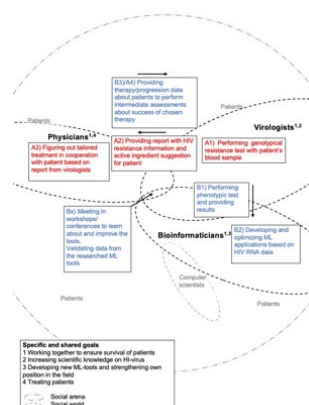 B3)/A4) Providing
therapy/progression data
about patients to perform
intermediate assessments
about success of chosen
therapy
Patients
Patients
Virologists1,2
Physicians1,4
A3) Figuring out tailored
treatment in cooperation
with patient based on
report from virologists
A2) Providing report with HIV
resistance information and
active ingredient suggestion
for patient
A1) Performing genotypical
resistance test with patient's
blood sample
B1) Performing
phenotypic test
and providing
results
Bx) Meeting in
workshops/
conferences to learn
about and improve
the tools.
Validating data from
the researched ML
tools
Bioinformaticians1,3
B2) Developing and
optimizing ML
applications based on
HIV RNA data
Computer
scientists
Patients
Patients
Specific and shared goals
1 Working together to ensure survival of patients
2 Increasing scientific knowledge on HI-virus
3 Developing new ML-tools and strengthening own
position in the field
4 Treating patients
Social arena
Social world